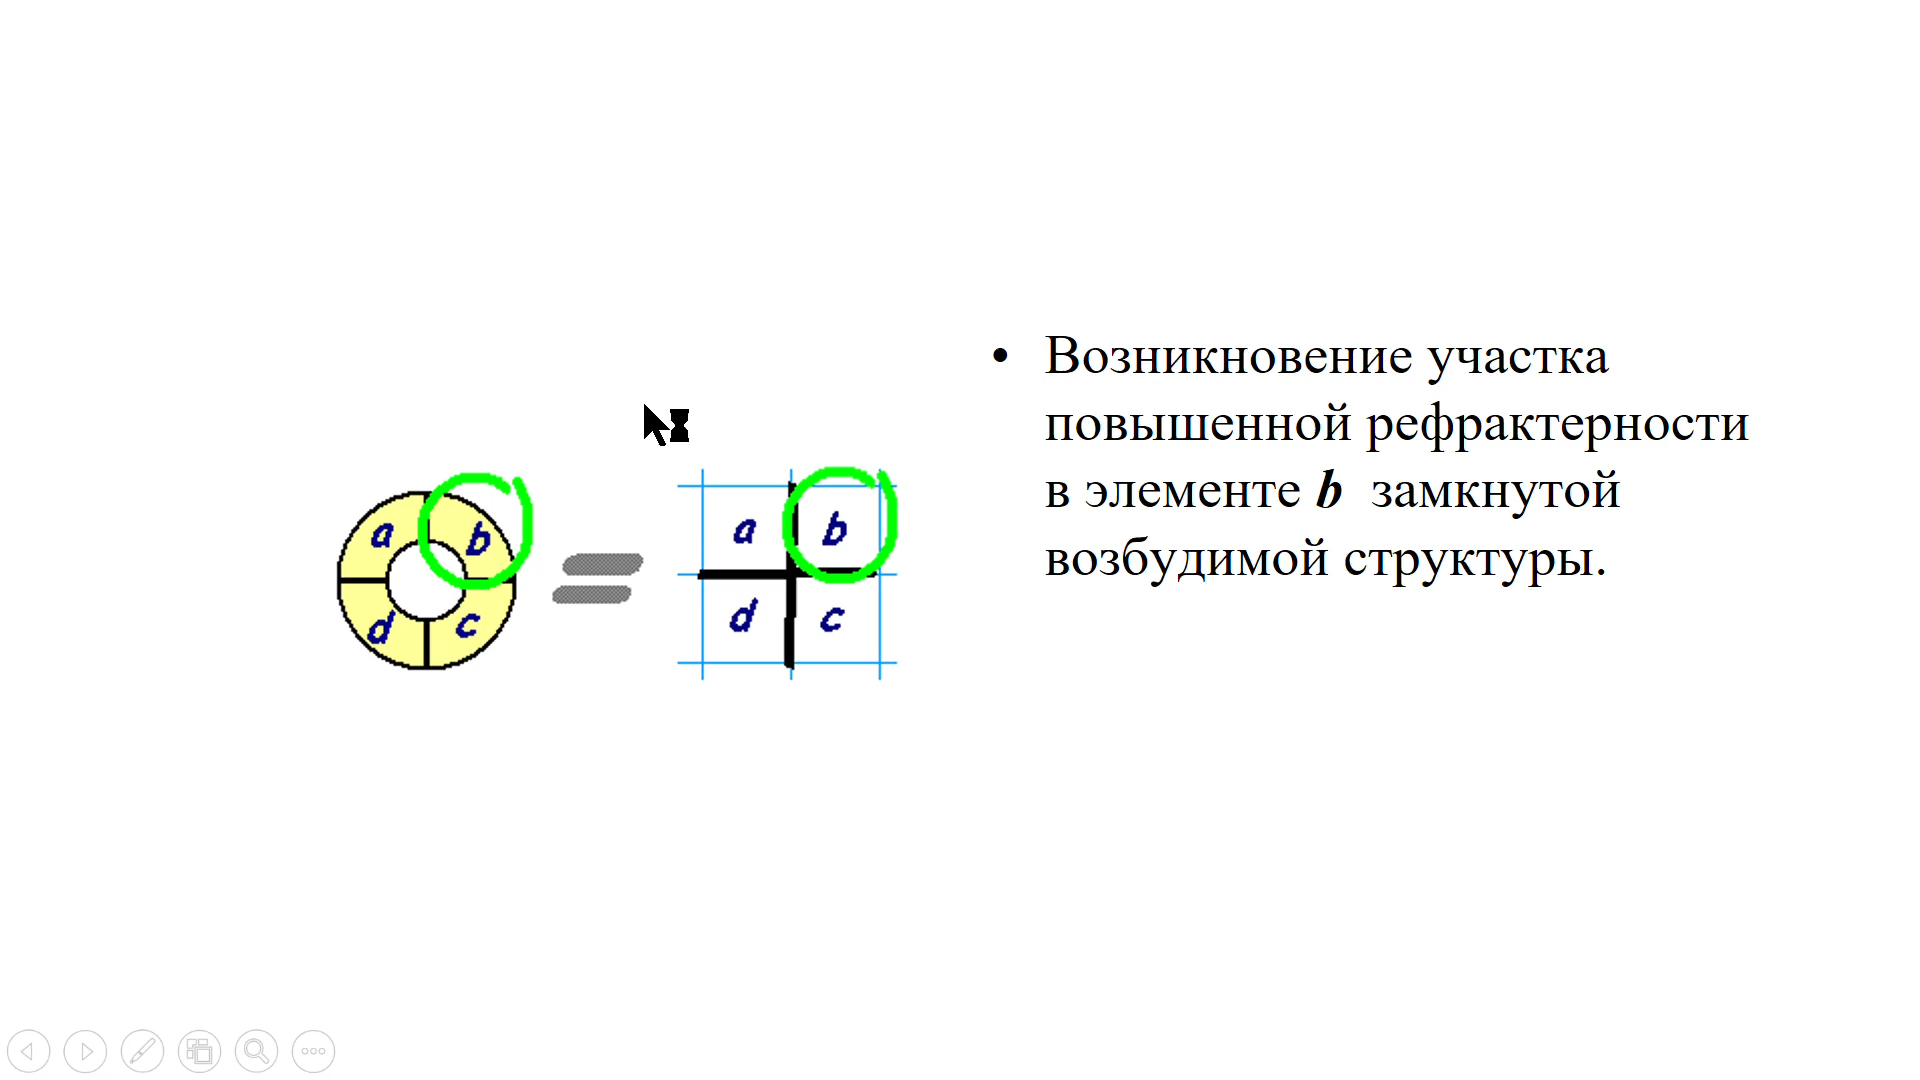 • Возникновение участка
повышенной рефрактерности
в элементе b замкнутой
возбудимой структуры.
a b
d c
a b
d c